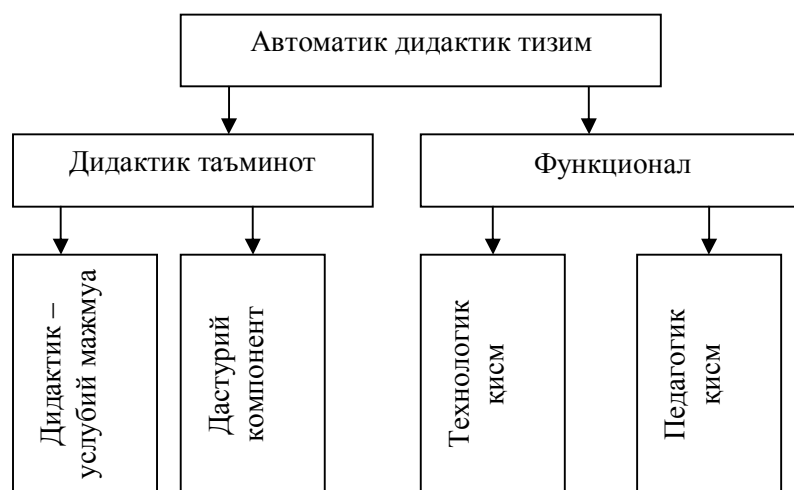 Автоматик дидактик тизим
Дидактик таъминот
Функционал
Дидактик –
услубий мажмуа
Дастурий
компонент
Технологик
қисм
Педагогик
қисм